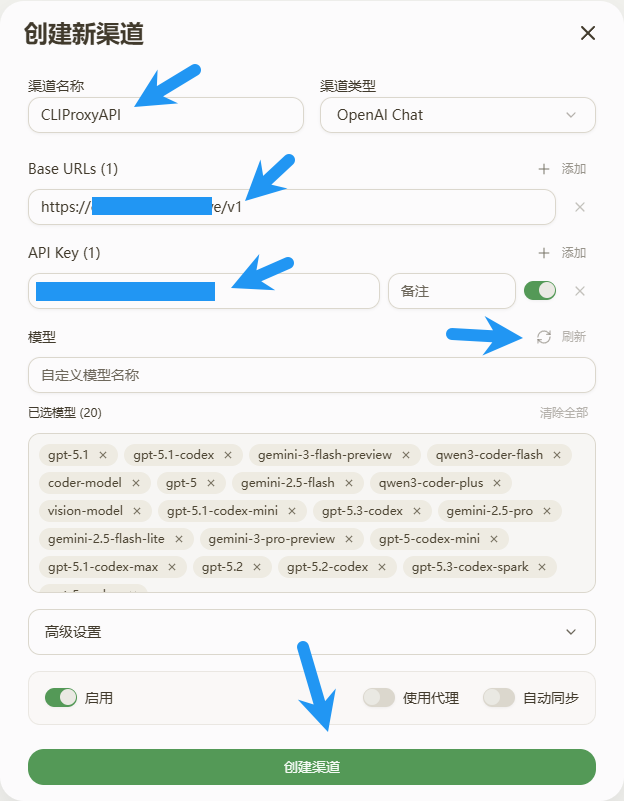 创建新渠道
渠道名称 渠道类型
CLIProxyAPI OpenAI Chat
Base URLs (1) 添加
https:// e/v1
API Key (1) 添加
备注
模型 刷新
自定义模型名称
已选模型 (20) 清除全部
gpt-5.1 gpt-5.1-codex gemini-3-flash-preview qwen3-coder-flash
coder-model gpt-5 gemini-2.5-flash qwen3-coder-plus
vision-model gpt-5.1-codex-mini gpt-5.3-codex gemini-2.5-pro
gemini-2.5-flash-lite gemini-3-pro-preview gpt-5-codex-mini
gpt-5.1-codex-max gpt-5.2 gpt-5.2-codex gpt-5.3-codex-spark
高级设置
启用 使用代理 自动同步
创建渠道